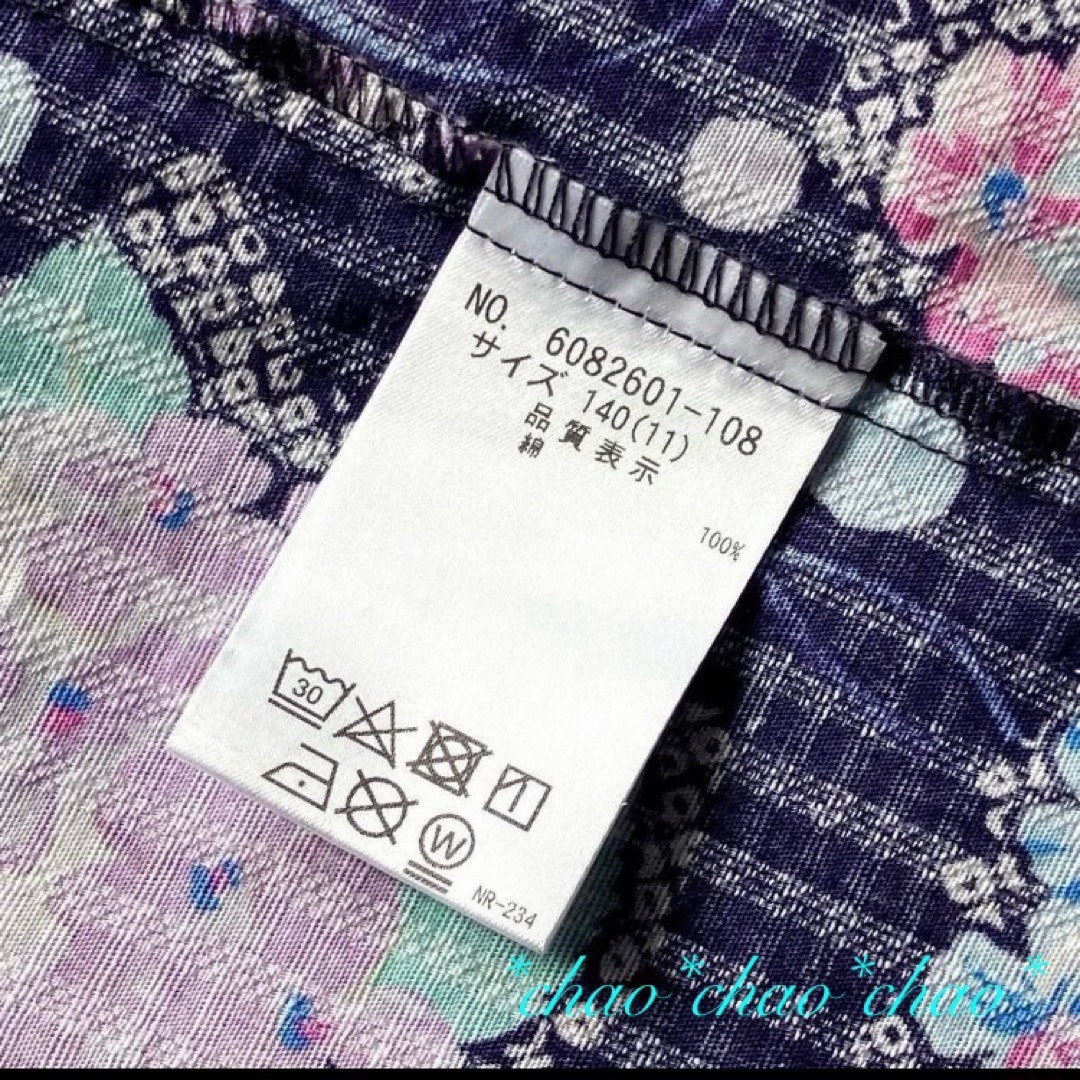 NO. 6082601-108
サイズ 140(11)
品質表示
綿 100%
30
W
NR-234
*chao*chao*chao*